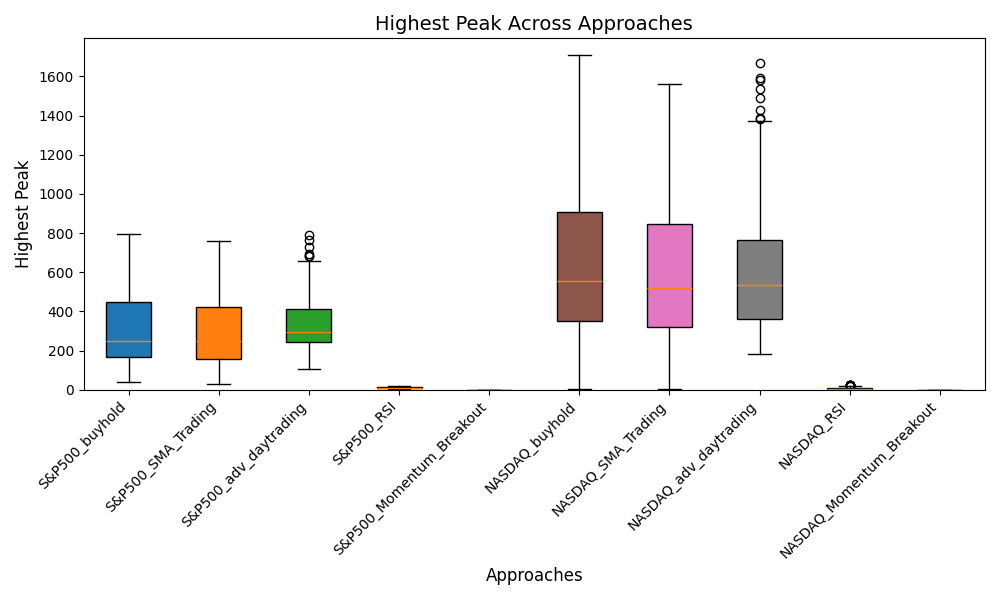 Highest Peak Across Approaches
Highest Peak
1600
1400
1200
1000
800
600
400
200
0
S&P500_buyhold
S&P500_SMA_Trading
S&P500_adv_daytrading
S&P500_RSI
S&P500_Momentum_Breakout
NASDAQ_buyhold
NASDAQ_SMA_Trading
NASDAQ_adv_daytrading
NASDAQ_RSI
NASDAQ_Momentum_Breakout
Approaches